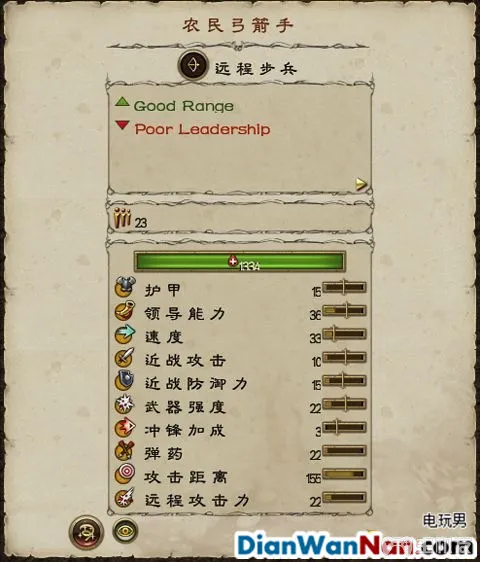 农民弓箭手
远程步兵
Good Range
Poor Leadership
23
1334
护甲 15
领导能力 36
速度 33
近战攻击 10
近战防御力 15
武器强度 22
冲锋加成 3
弹药 22
攻击距离 155
远程攻击力 22
电玩男
DianWanNan.com